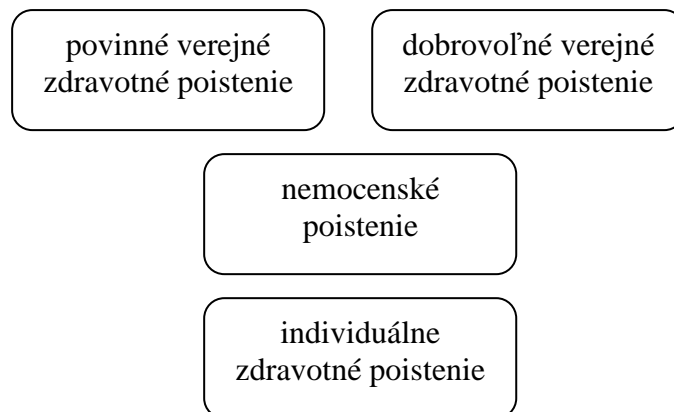 povinné verejné
zdravotné poistenie
dobrovoľné verejné
zdravotné poistenie
nemocenské
poistenie
individuálne
zdravotné poistenie